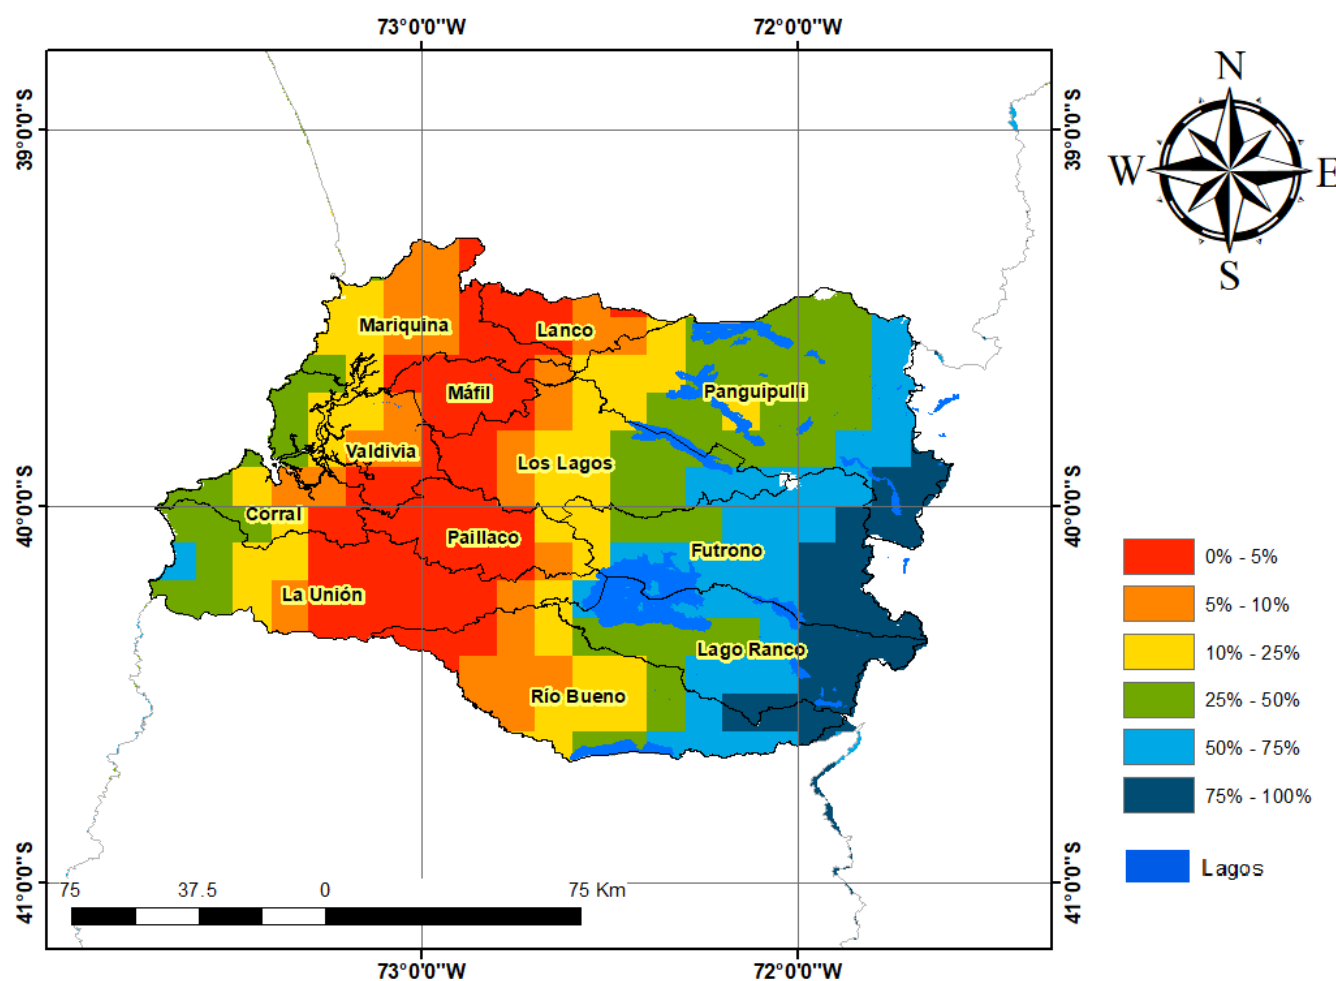 73°0'0"W
72°0'0"W
39°0'0"S
39°0'0"S
N
W
E
S
Mariquina
Lanco
Máfil
Panguipulli
Valdivia
Los Lagos
40°0'0"S
40°0'0"S
Corral
Paillaco
Futrono
La Unión
Lago Ranco
Río Bueno
0% - 5%
5% - 10%
10% - 25%
25% - 50%
50% - 75%
75% - 100%
Lagos
41°0'0"S
41°0'0"S
75
37.5
0
75 Km
73°0'0"W
72°0'0"W